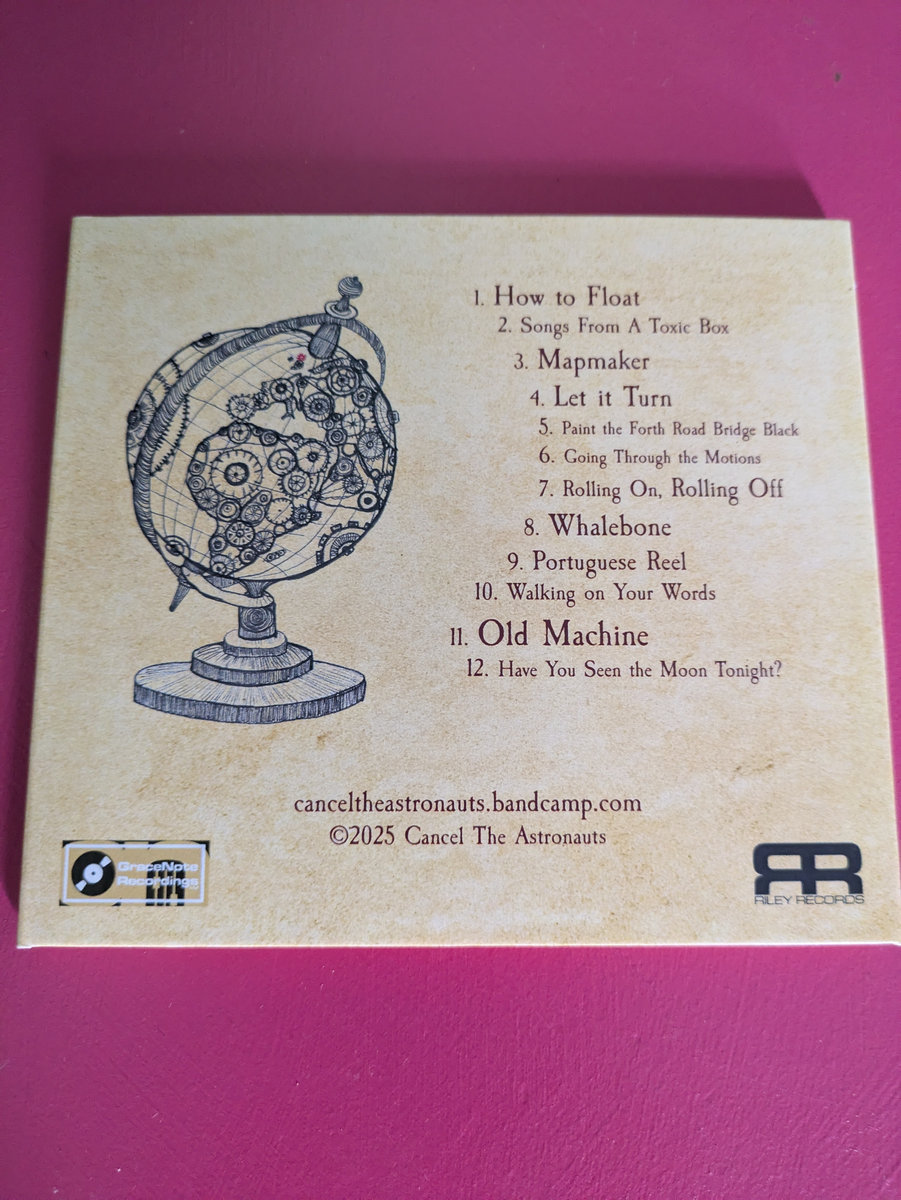 1. How to Float
2. Songs From A Toxic Box
3. Mapmaker
4. Let it Turn
5. Paint the Forth Road Bridge Black
6. Going Through the Motions
7. Rolling On, Rolling Off
8. Whalebone
9. Portuguese Reel
10. Walking on Your Words
11. Old Machine
12. Have You Seen the Moon Tonight?
canceltheastronauts.bandcamp.com
©2025 Cancel The Astronauts
GraceNote
Recordings
RR
RILEY RECORDS